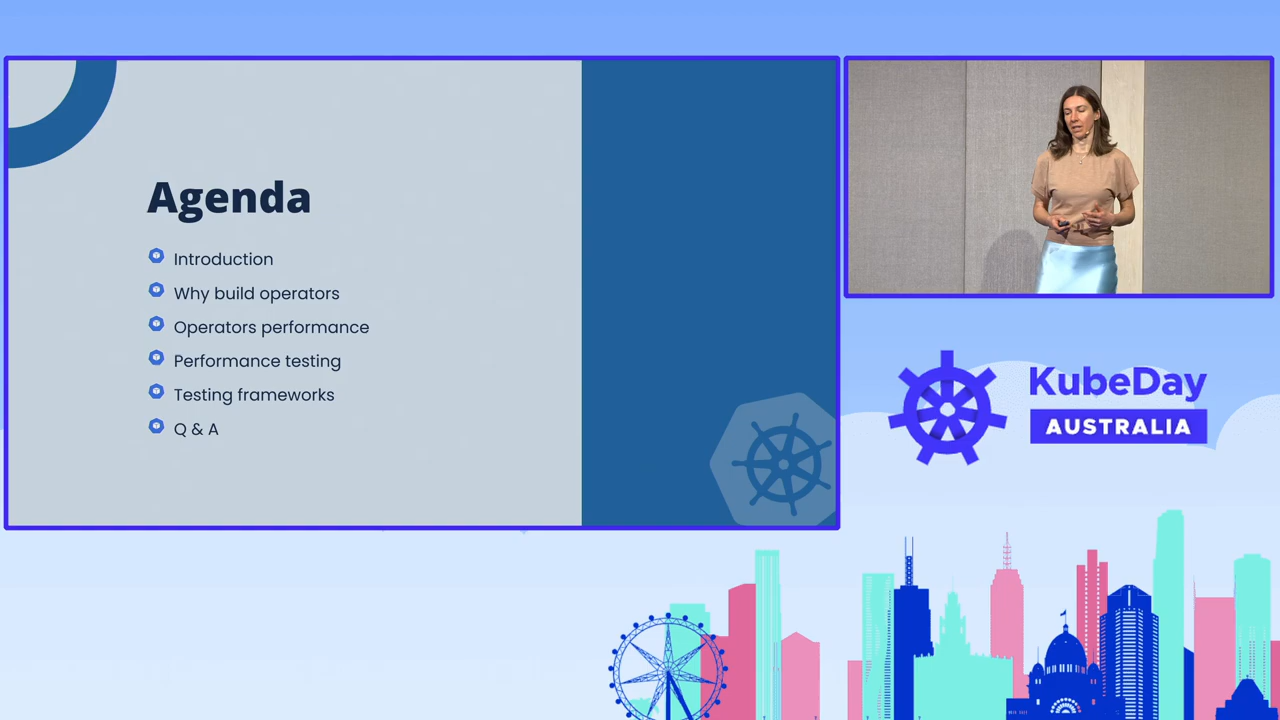 Agenda
Introduction
Why build operators
Operators performance
Performance testing
Testing frameworks
Q & A
KubeDay
AUSTRALIA